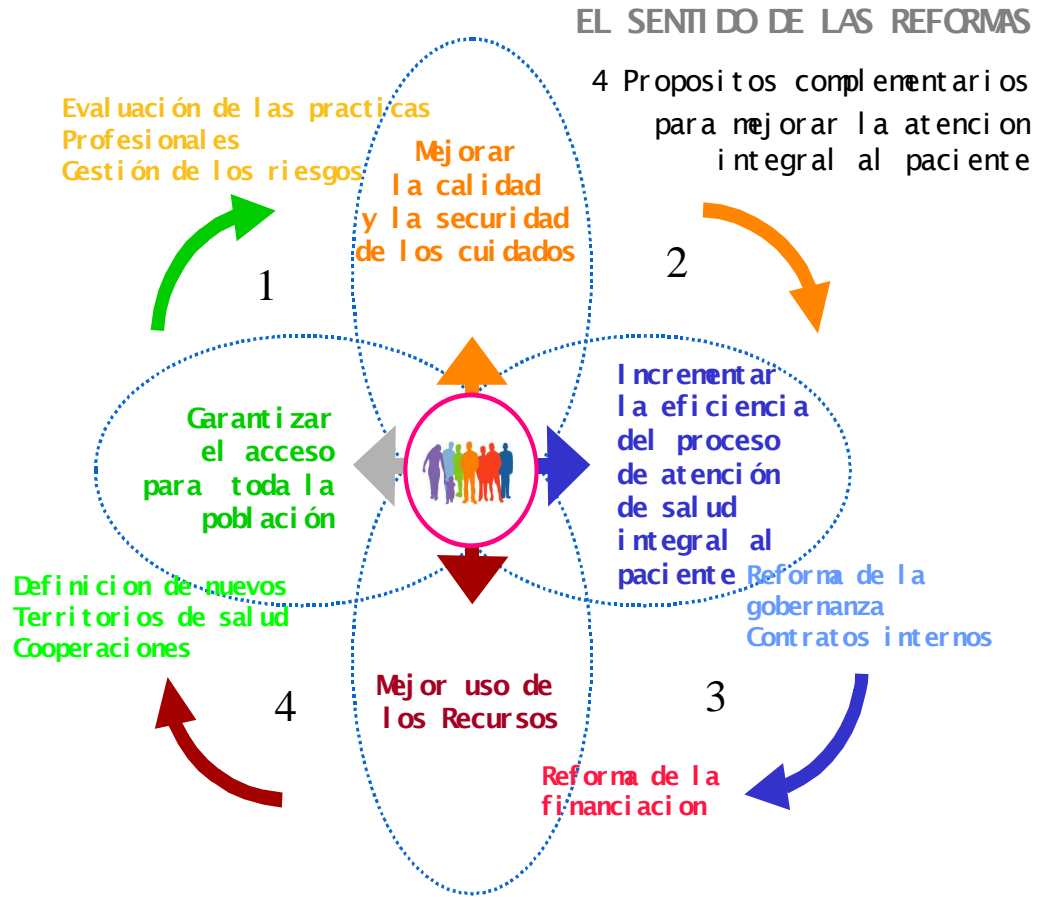 EL SENTIDO DE LAS REFORMAS
4 Propositos complementarios
para mejorar la atencion
integral al paciente
Evaluación de las practicas
Profesionales
Gestión de los riesgos
Mejorar
la calidad
y la securidad
de los cuidados
1
2
Garantizar
el acceso
para toda la
población
Incrementar
la eficiencia
del proceso
de atención
de salud
integral al
paciente
Definicion de nuevos
Territorios de salud
Cooperaciones
Reforma de la
gobernanza
Contratos internos
4
Mejor uso de
los Recursos
3
Reforma de la
financiacion